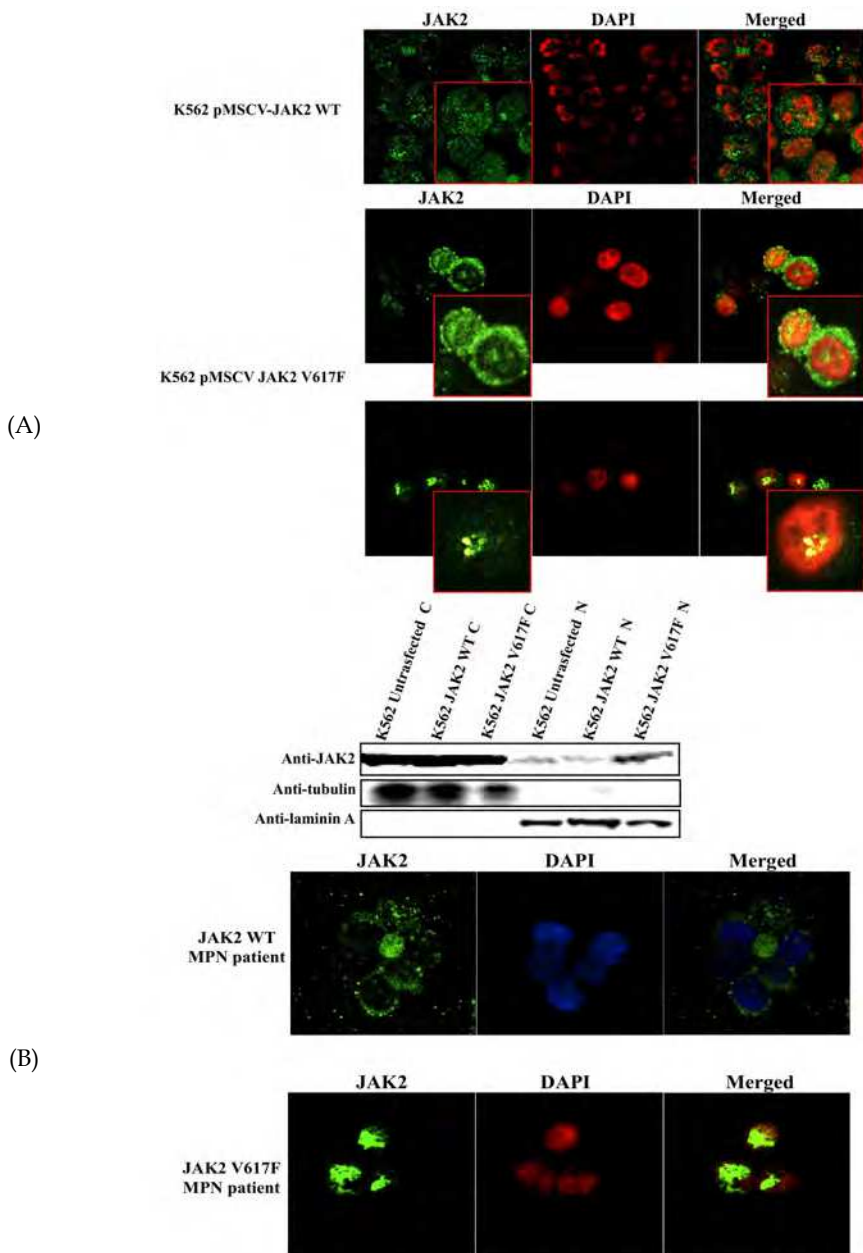 JAK2 DAPI Merged
K562 pMSCV-JAK2 WT
JAK2 DAPI Merged
K562 pMSCV JAK2 V617F
(A)
K562 Untrasfected C
K562 JAK2 WT C
K562 JAK2 V617F C
K562 Untrasfected N
K562 JAK2 WT N
K562 JAK2 V617F N
Anti-JAK2
Anti-tubulin
Anti-laminin A
JAK2 DAPI Merged
JAK2 WT
MPN patient
(B)
JAK2 DAPI Merged
JAK2 V617F
MPN patient